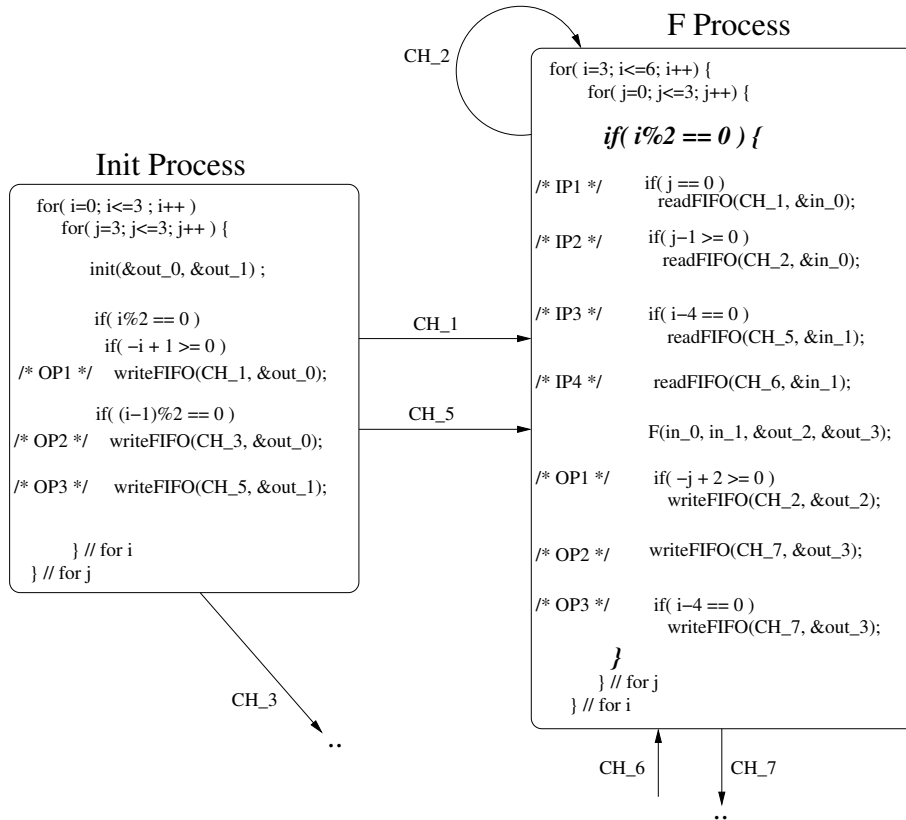 CH_2
F Process
for( i=3; i<=6; i++) {
for( j=0; j<=3; j++) {
if( i%2 == 0 ) {
/* IP1 */ if( j == 0 )
readFIFO(CH_1, &in_0);
/* IP2 */ if( j−1 >= 0 )
readFIFO(CH_2, &in_0);
/* IP3 */ if( i−4 == 0 )
readFIFO(CH_5, &in_1);
/* IP4 */ readFIFO(CH_6, &in_1);
F(in_0, in_1, &out_2, &out_3);
/* OP1 */ if( −j + 2 >= 0 )
writeFIFO(CH_2, &out_2);
/* OP2 */ writeFIFO(CH_7, &out_3);
/* OP3 */ if( i−4 == 0 )
writeFIFO(CH_7, &out_3);
}
} // for j
} // for i
Init Process
for( i=0; i<=3 ; i++ )
for( j=3; j<=3; j++ ) {
init(&out_0, &out_1) ;
if( i%2 == 0 )
if( −i + 1 >= 0 )
/* OP1 */ writeFIFO(CH_1, &out_0);
if( (i−1)%2 == 0 )
/* OP2 */ writeFIFO(CH_3, &out_0);
/* OP3 */ writeFIFO(CH_5, &out_1);
} // for i
} // for j
CH_1
CH_5
CH_3
..
CH_6
CH_7
..